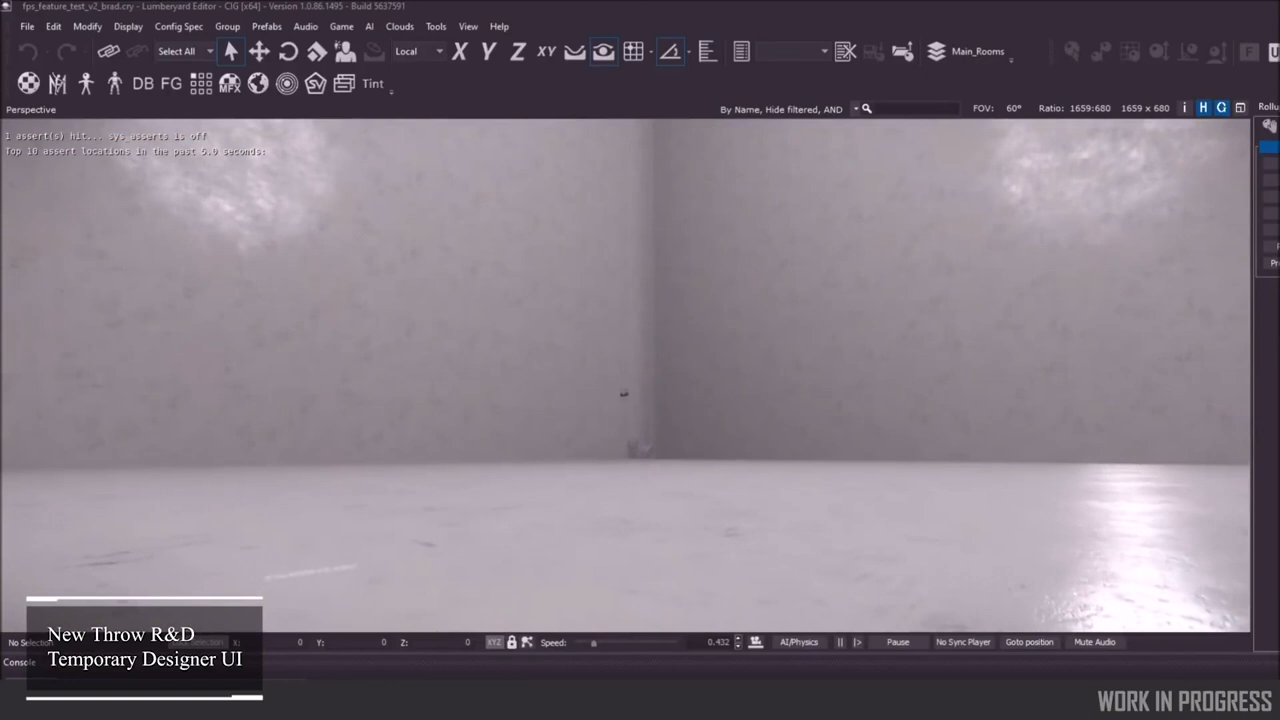 fps_feature_test_v2_brad.cry - Lumberyard Editor - CIG [x64] - Version 1.0.86.1495 - Build 5637591
File Edit Modify Display Config Spec Group Prefabs Audio Game AI Clouds Tools View Help
Select All Local X Y Z XY Main_Rooms
DB FG MFX SV Tint
Perspective By Name, Hide filtered, AND FOV: 60° Ratio: 1659:680 1659 x 680 i H G Rollu
1 assert(s) hit... sys_asserts is off
Top 10 assert locations in the past 5.0 seconds:
New Throw R&D
Temporary Designer UI
No Selec X: 0 Y: 0 Z: 0 XYZ Speed: 0.432 AI/Physics Pause No Sync Player Goto position Mute Audio
Console
WORK IN PROGRESS